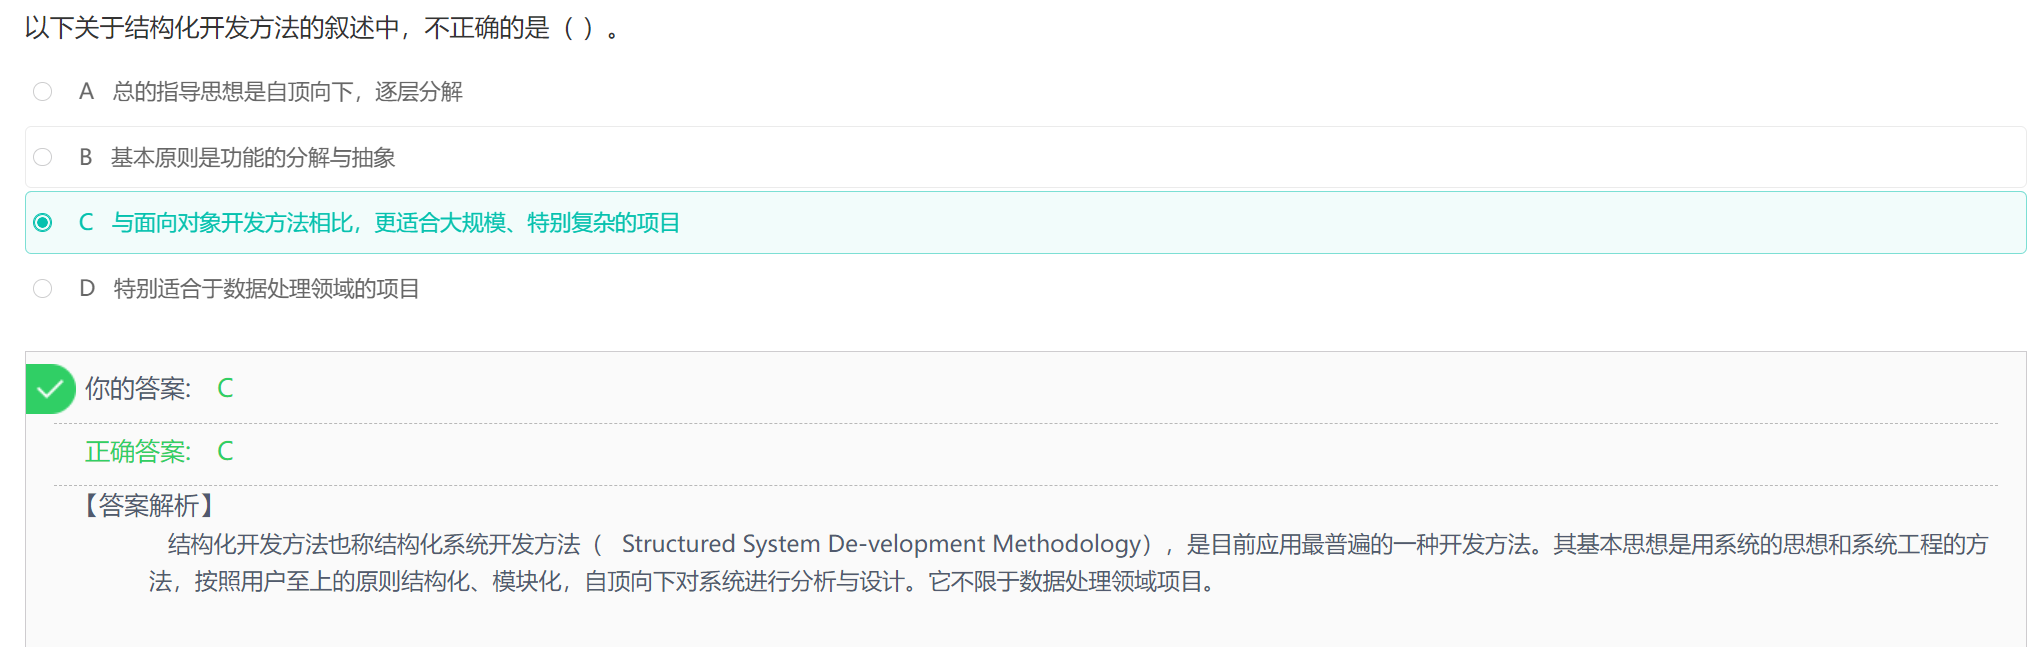 以下关于结构化开发方法的叙述中，不正确的是（ ）。
A 总的指导思想是自顶向下，逐层分解
B 基本原则是功能的分解与抽象
C 与面向对象开发方法相比，更适合大规模、特别复杂的项目
D 特别适合于数据处理领域的项目
你的答案: C
正确答案: C
【答案解析】
结构化开发方法也称结构化系统开发方法（ Structured System De-velopment Methodology），是目前应用最普遍的一种开发方法。其基本思想是用系统的思想和系统工程的方
法，按照用户至上的原则结构化、模块化，自顶向下对系统进行分析与设计。它不限于数据处理领域项目。